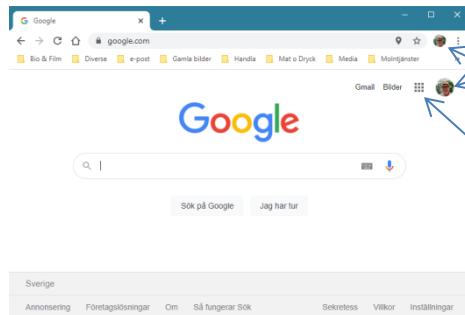 Google
google.com
Bio & Film Diverse e-post Gamla bilder Handla Mat o Dryck Media Molntjänster
Gmail Bilder
Google
Sök på Google Jag har tur
Sverige
Annonsering Företagslösningar Om Så fungerar Sök Sekretess Villkor Inställningar